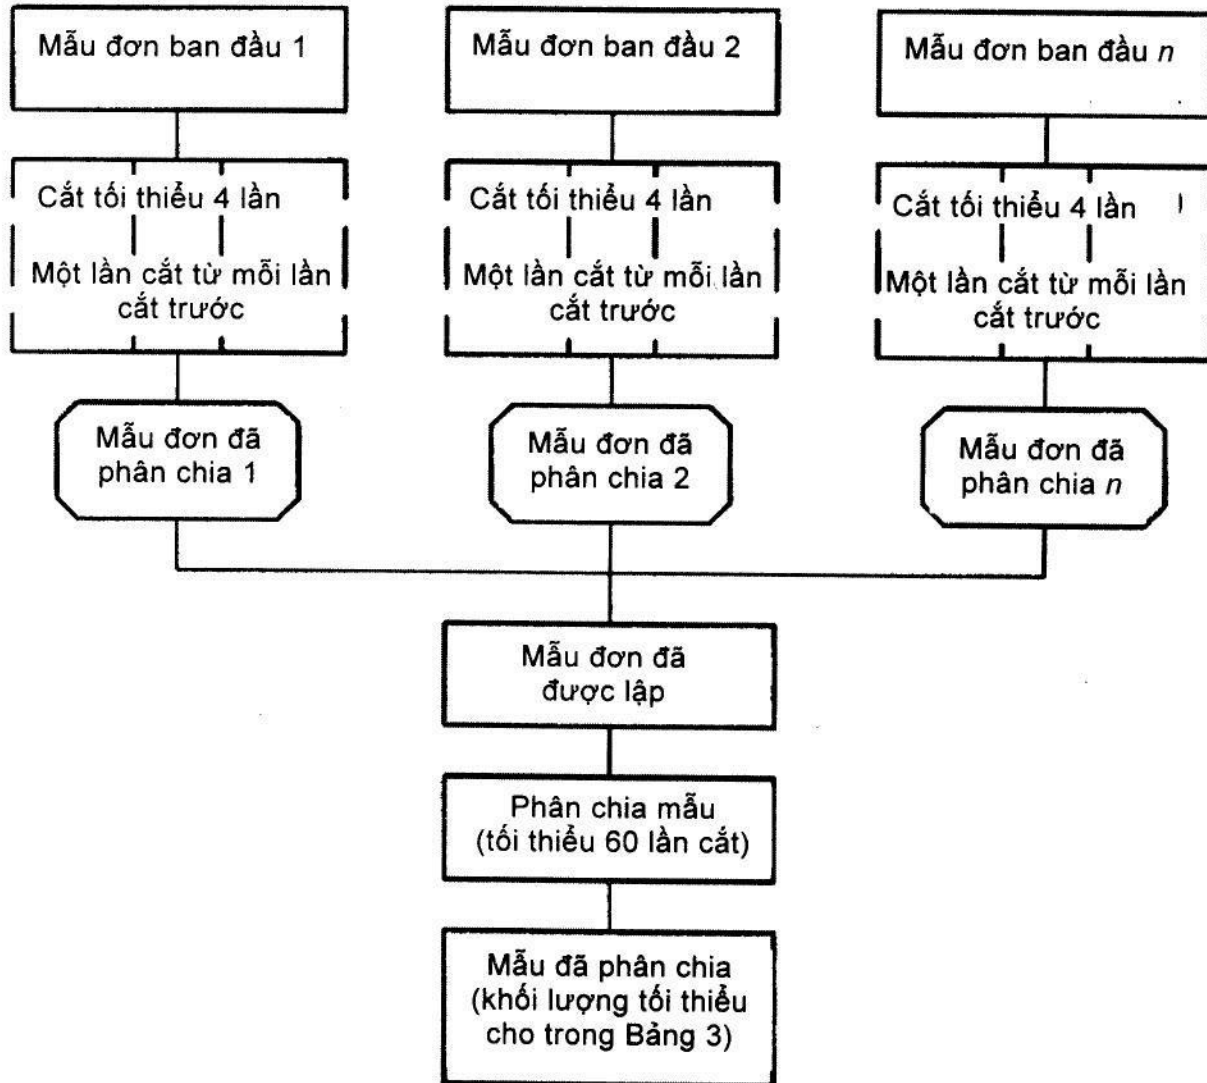 Mẫu đơn ban đầu 1
Mẫu đơn ban đầu 2
Mẫu đơn ban đầu n
Cắt tối thiểu 4 lần
Một lần cắt từ mỗi lần
cắt trước
Cắt tối thiểu 4 lần
Một lần cắt từ mỗi lần
cắt trước
Cắt tối thiểu 4 lần
Một lần cắt từ mỗi lần
cắt trước
Mẫu đơn đã
phân chia 1
Mẫu đơn đã
phân chia 2
Mẫu đơn đã
phân chia n
Mẫu đơn đã
được lập
Phân chia mẫu
(tối thiểu 60 lần cắt)
Mẫu đã phân chia
(khối lượng tối thiểu
cho trong Bảng 3)